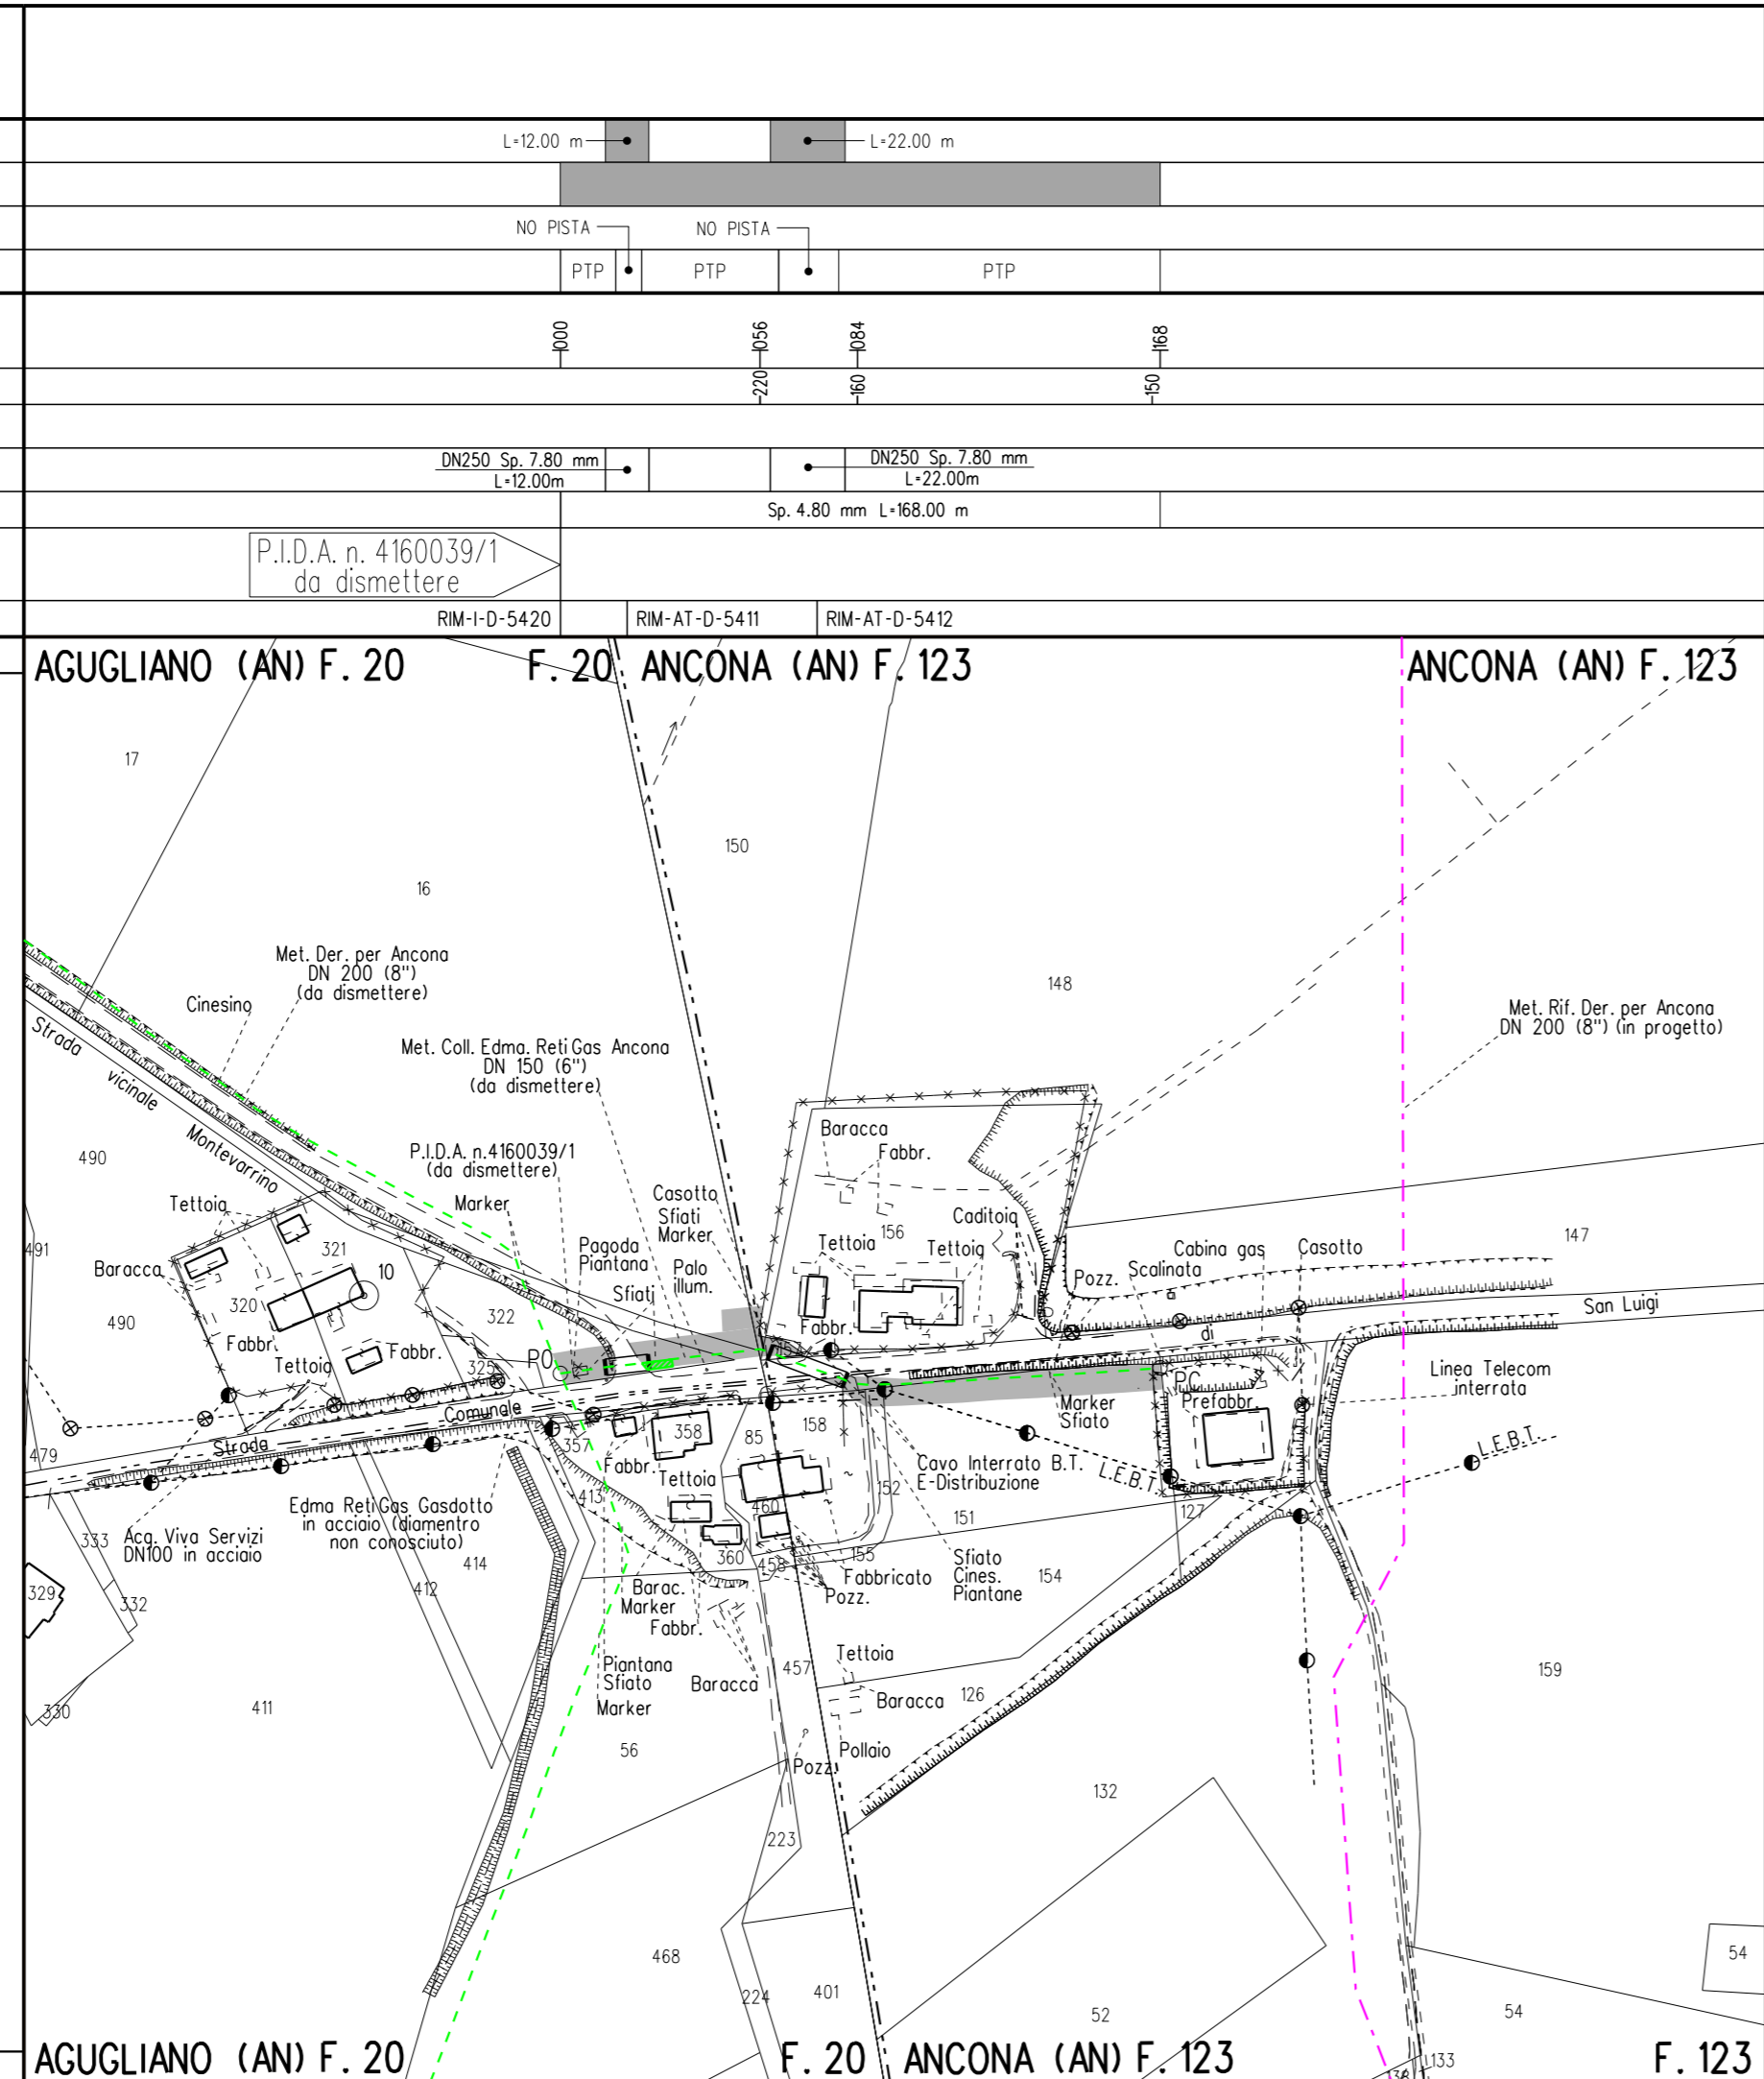 L=12.00 m
L=22.00 m
NO PISTA
NO PISTA
PTP
PTP
PTP
000
056
084
168
-220
-160
-150
DN250 Sp. 7.80 mm
L=12.00m
DN250 Sp. 7.80 mm
L=22.00m
Sp. 4.80 mm L=168.00 m
P.I.D.A. n. 4160039/1
da dismettere
RIM-I-D-5420
RIM-AT-D-5411
RIM-AT-D-5412
AGUGLIANO (AN) F. 20
F. 20
ANCONA (AN) F. 123
ANCONA (AN) F. 123
17
150
16
148
Met. Der. per Ancona
DN 200 (8")
(da dismettere)
Cinesino
Met. Rif. Der. per Ancona
DN 200 (8") (in progetto)
Strada
vicinale
Montevarrino
Met. Coll. Edma. Reti Gas Ancona
DN 150 (6")
(da dismettere)
P.I.D.A. n.4160039/1
(da dismettere)
490
Baracca
Fabbr.
Tettoia
Marker
Casotto
Sfiati
Marker
Caditoia
156
147
491
321
Baracca
10
Pagoda
Piantana
Tettoia
Tettoia
Cabina gas
Casotto
Palo
illum.
Sfiati
Pozz.
Scalinata
320
490
322
a
San Luigi
Fabbr.
Fabbr.
Fabbr.
di
Tettoia
325
P0
157
PC
Linea Telecom
interrata
Marker
Sfiato
Prefabbr.
Comunale
Strada
479
357
358
85
158
Fabbr.
Tettoia
Cavo Interrato B.T.
E-Distribuzione
L.E.B.T.
L.E.B.T.
413
460
152
151
127
Edma Reti Gas Gasdotto
in acciaio (diamentro
non conosciuto)
Acq. Viva Servizi
DN100 in acciaio
333
414
412
360
458
155
Sfiato
Cines.
Piantane
154
329
332
Barac.
Marker
Fabbr.
Fabbricato
Pozz.
Piantana
Sfiato
Marker
Baracca
457
Tettoia
Baracca
126
159
330
411
56
Pollaio
Pozz.
132
223
468
224
401
52
54
54
133
AGUGLIANO (AN) F. 20
F. 20
ANCONA (AN) F. 123
F. 123